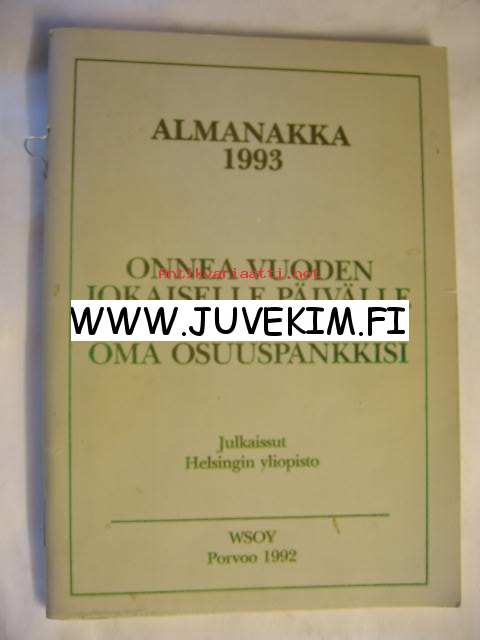 ALMANAKKA
1993
ONNEA VUODEN
antikvariaatti.net
JOKAISELLE PÄIVÄLLE
WWW.JUVEKIM.FI
OMA OSUUSPANKKISI
Julkaissut
Helsingin yliopisto
WSOY
Porvoo 1992